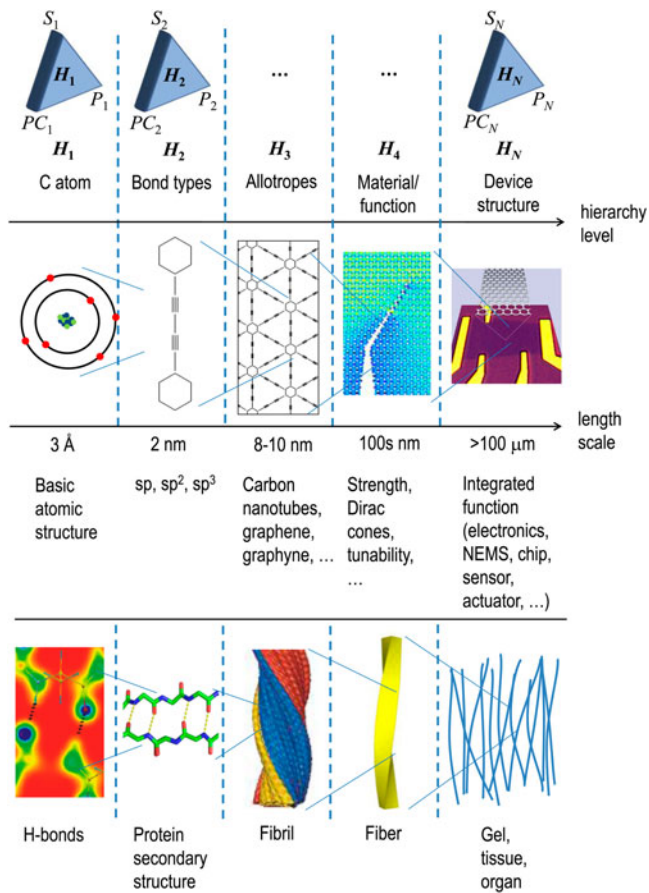 S1 S2 SN
H1 H2 ... ... HN
P1 P2 PN
PC1 PC2 PCN
H1 H2 H3 H4 HN
C atom Bond types Allotropes Material/ Device
function structure
hierarchy
level
length
scale
3 Å 2 nm 8-10 nm 100s nm >100 μm
Basic
atomic
structure
sp, sp2, sp3
Carbon
nanotubes,
graphene,
graphyne, ...
Strength,
Dirac
cones,
tunability,
...
Integrated
function
(electronics,
NEMS, chip,
sensor,
actuator, ...)
H-bonds
Protein
secondary
structure
Fibril
Fiber
Gel,
tissue,
organ